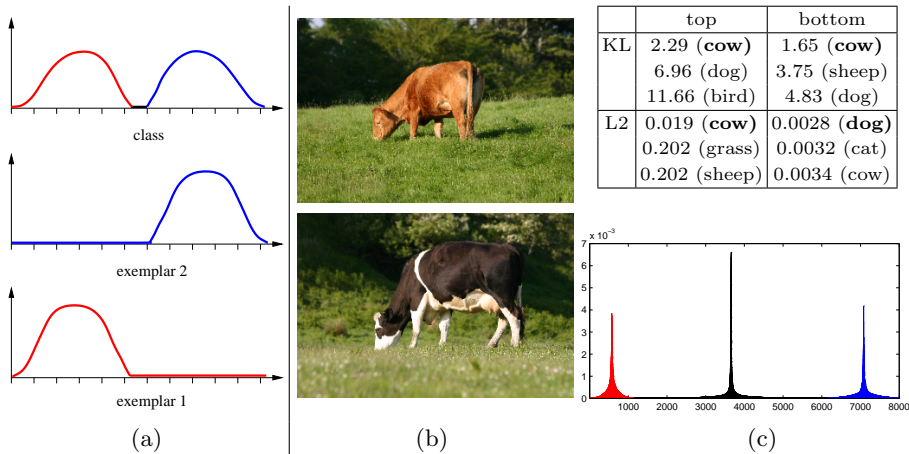 class
exemplar 2
exemplar 1
(a)
(b)
top bottom
KL 2.29 (cow) 1.65 (cow)
6.96 (dog) 3.75 (sheep)
11.66 (bird) 4.83 (dog)
L2 0.019 (cow) 0.0028 (dog)
0.202 (grass) 0.0032 (cat)
0.202 (sheep) 0.0034 (cow)
x 10⁻³
7
6
5
4
3
2
1
0
1000 2000 3000 4000 5000 6000 7000 8000
(c)